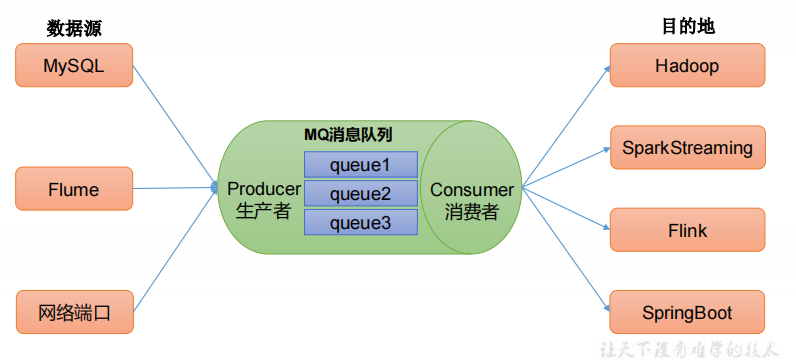 数据源
目的地
MySQL
Flume
网络端口
MQ消息队列
Producer
生产者
queue1
queue2
queue3
Consumer
消费者
Hadoop
SparkStreaming
Flink
SpringBoot
让天下没有难学的技术